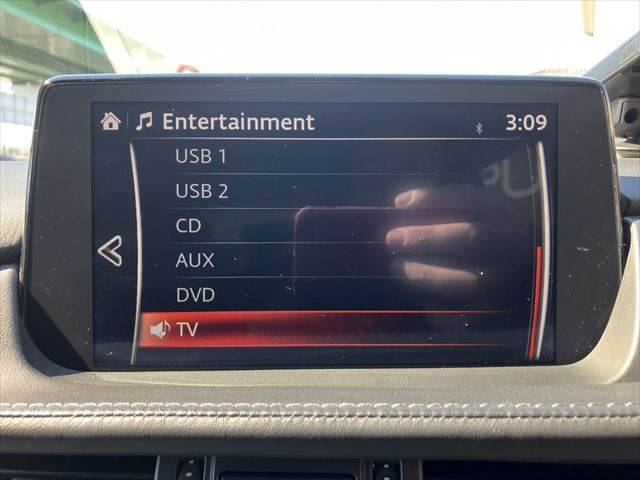 Entertainment
3:09
USB 1
USB 2
CD
AUX
DVD
TV